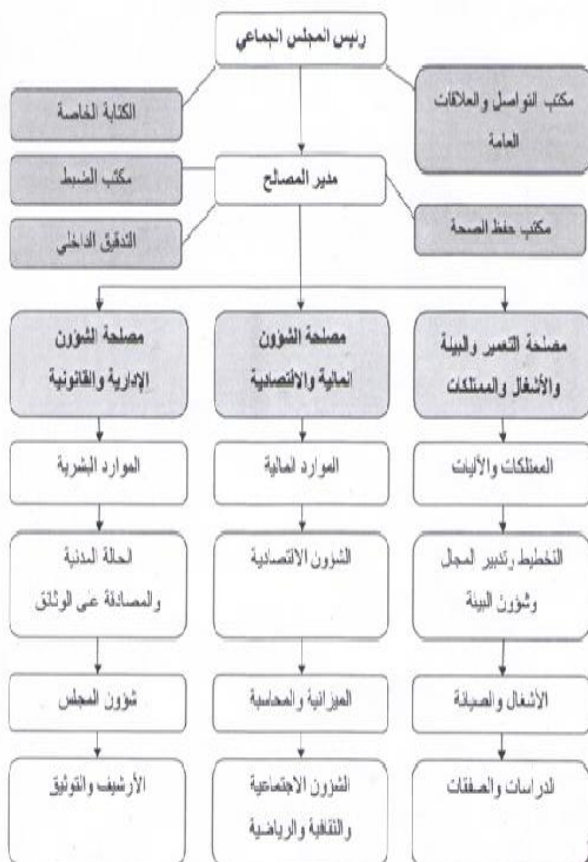 رئيس المجلس الجماعي
مكتب التواصل والعلاقات
العامة
الكتابة الخاصة
مكتب الضبط
مدير المصالح
التدقيق الداخلي
مكتب حفظ الصحة
مصلحة التعمير والبيئة
والأشغال والممتلكات
مصلحة الشؤون
المالية والاقتصادية
مصلحة الشؤون
الإدارية والقانونية
الممتلكات والآليات
الموارد المالية
الموارد البشرية
التخطيط وتدبير المجال
وشؤون البيئة
الشؤون الاقتصادية
الحالة المدنية
والمصادقة على الوثائق
الأشغال والصيانة
الميزانية والمحاسبة
شؤون المجلس
الدراسات والصفقات
الشؤون الاجتماعية
والثقافية والرياضية
الأرشيف والتوثيق